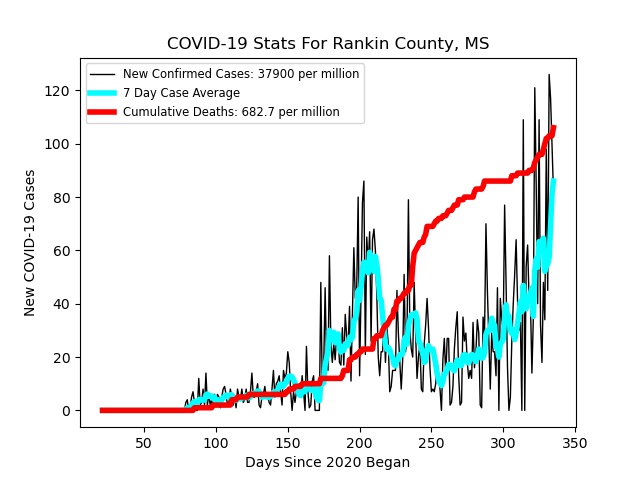 COVID-19 Stats For Rankin County, MS
New Confirmed Cases: 37900 per million
7 Day Case Average
Cumulative Deaths: 682.7 per million
New COVID-19 Cases
120
100
80
60
40
20
0
50 100 150 200 250 300 350
Days Since 2020 Began